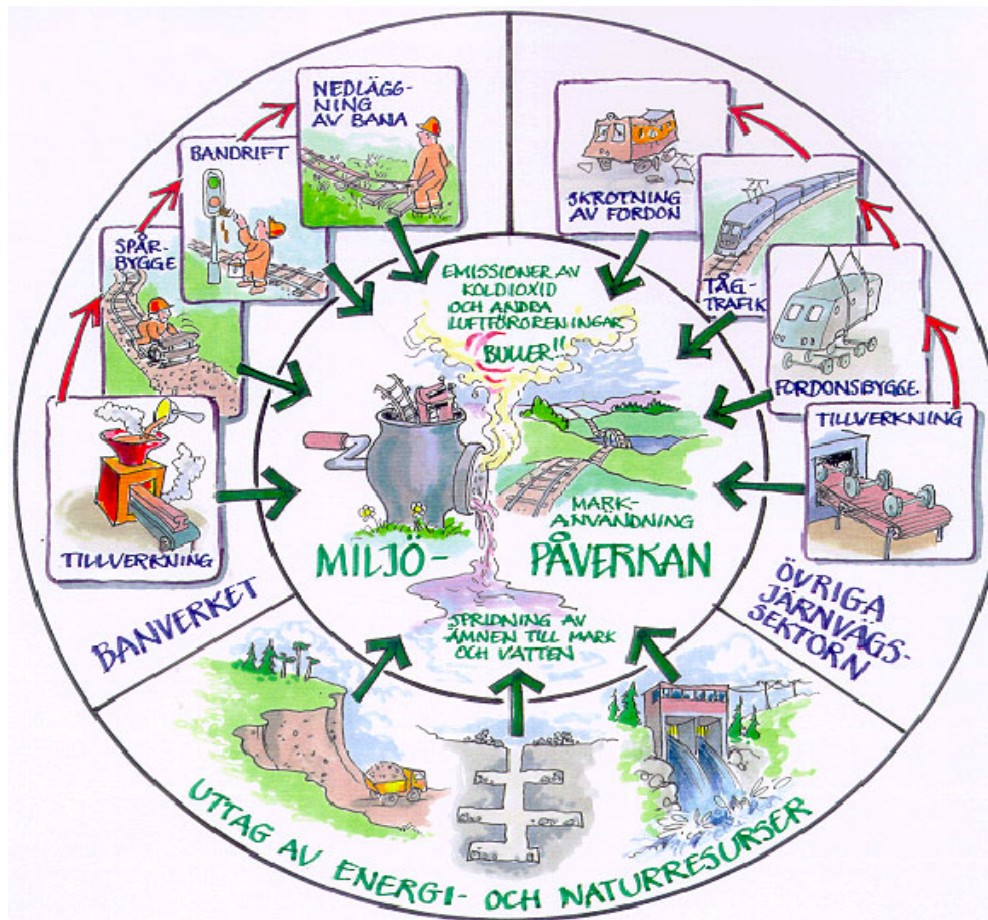 NEDLÄGG-
NING
AV BANA
BANDRIFT
SPÅR-
BYGGE
TILLVERKNING
BANVERKET
SKROTNING
AV FORDON
TÅG-
TRAFIK
FORDONSBYGGE
TILLVERKNING
ÖVRIGA
JÄRNVÄGS-
SEKTORN
EMISSIONER AV
KOLDIOXID
OCH ANDRA
LUFTFÖRORENINGAR
BULLER!!
MARK-
ANVÄNDNING
MILJÖ- PÅVERKAN
SPRIDNING AV
ÄMNEN TILL MARK
OCH VATTEN
UTTAG AV ENERGI- OCH NATURRESURSER